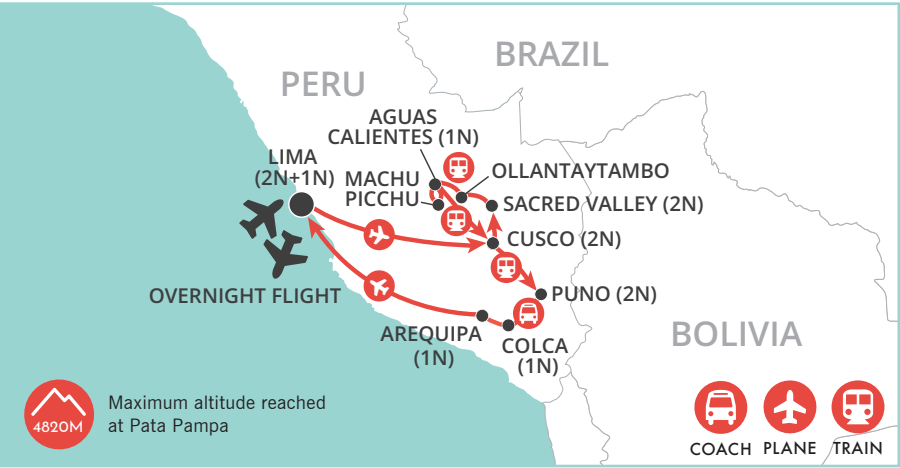 BRAZIL
PERU
AGUAS
CALIENTES (1N)
LIMA
(2N+1N)
MACHU
PICCHU
OLLANTAYTAMBO
SACRED VALLEY (2N)
CUSCO (2N)
OVERNIGHT FLIGHT
PUNO (2N)
AREQUIPA
(1N)
COLCA
(1N)
BOLIVIA
4820M
Maximum altitude reached
at Pata Pampa
COACH
PLANE
TRAIN